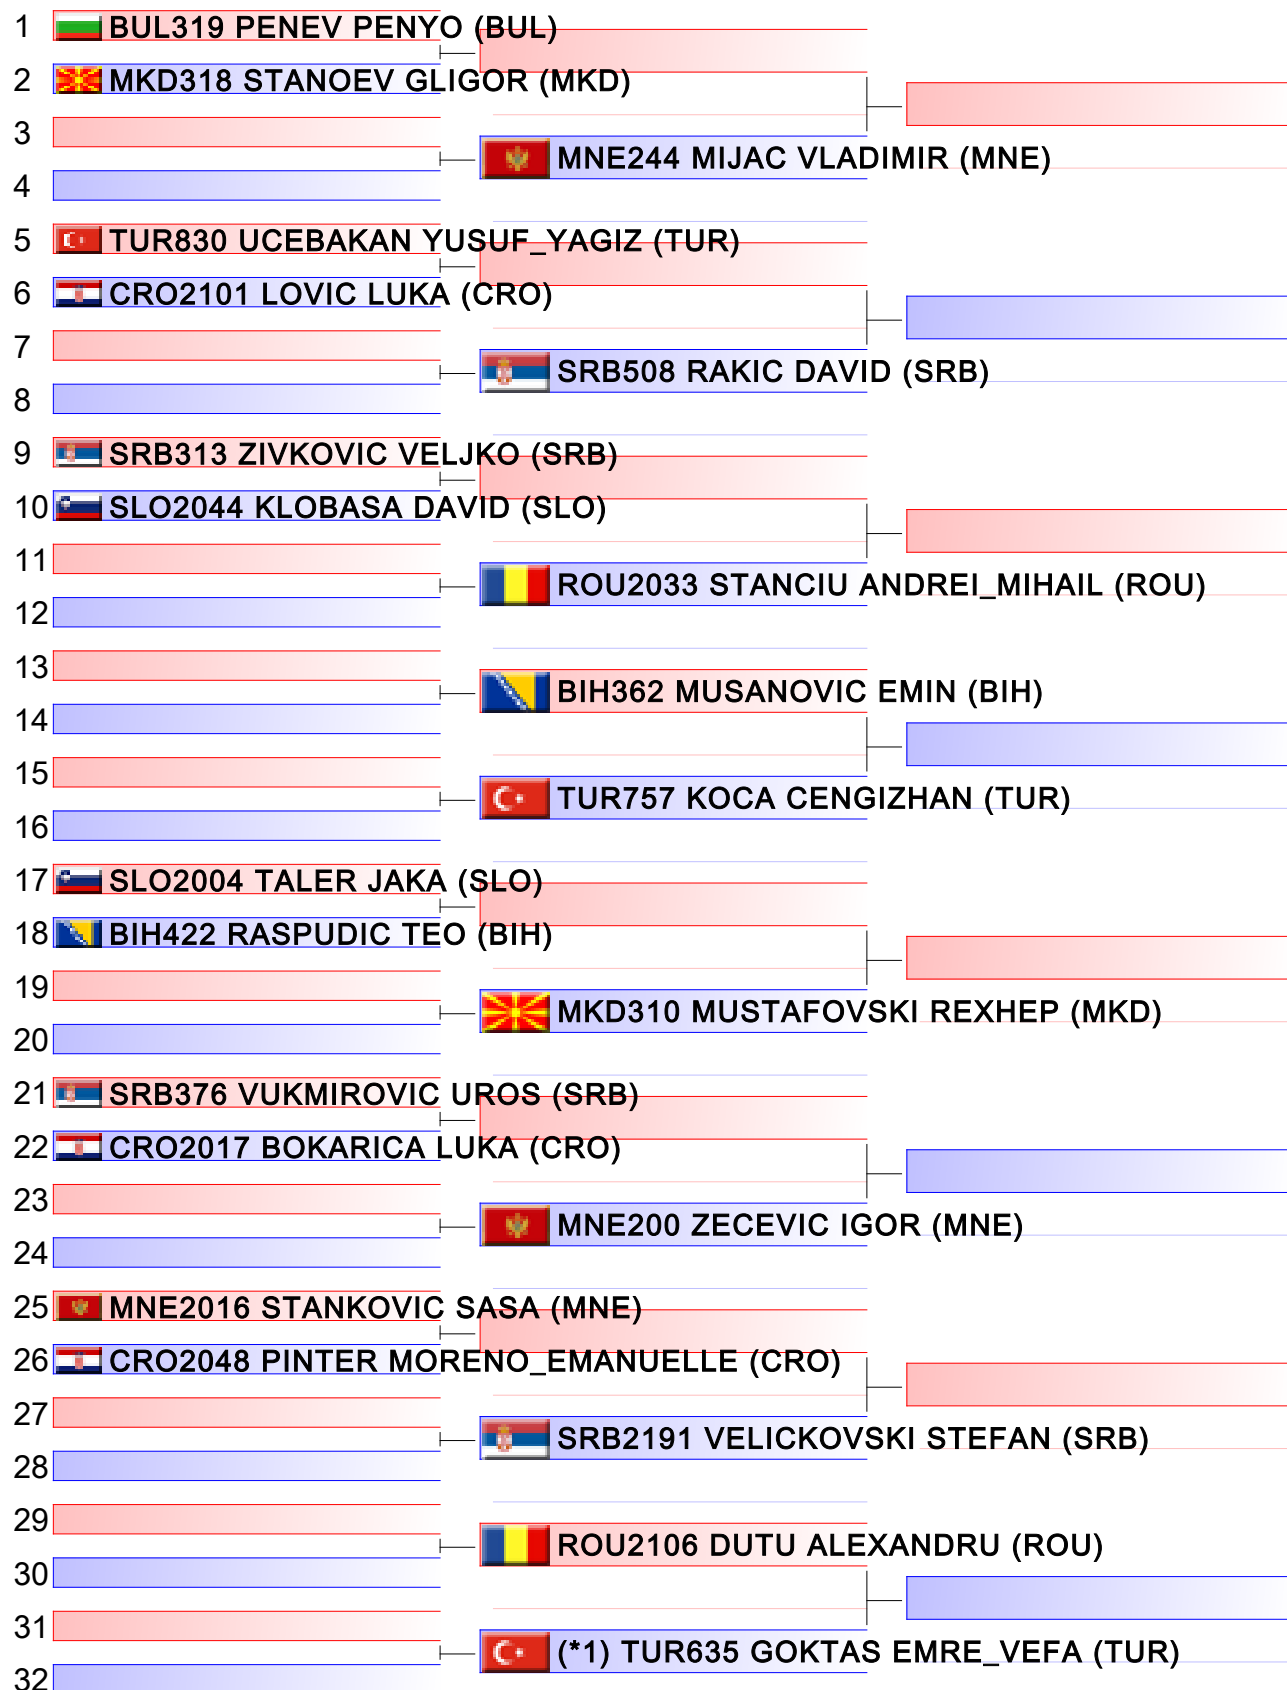 1 BUL319 PENEV PENYO (BUL)
2 MKD318 STANOEV GLIGOR (MKD)
3
MNE244 MIJAC VLADIMIR (MNE)
4
5 TUR830 UCEBAKAN YUSUF_YAGIZ (TUR)
6 CRO2101 LOVIC LUKA (CRO)
7
SRB508 RAKIC DAVID (SRB)
8
9 SRB313 ZIVKOVIC VELJKO (SRB)
10 SLO2044 KLOBASA DAVID (SLO)
11
ROU2033 STANCIU ANDREI_MIHAIL (ROU)
12
13
BIH362 MUSANOVIC EMIN (BIH)
14
15
TUR757 KOCA CENGIZHAN (TUR)
16
17 SLO2004 TALER JAKA (SLO)
18 BIH422 RASPUDIC TEO (BIH)
19
MKD310 MUSTAFOVSKI REXHEP (MKD)
20
21 SRB376 VUKMIROVIC UROS (SRB)
22 CRO2017 BOKARICA LUKA (CRO)
23
MNE200 ZECEVIC IGOR (MNE)
24
25 MNE2016 STANKOVIC SASA (MNE)
26 CRO2048 PINTER MORENO_EMANUELLE (CRO)
27
SRB2191 VELICKOVSKI STEFAN (SRB)
28
29
ROU2106 DUTU ALEXANDRU (ROU)
30
31
(*1) TUR635 GOKTAS EMRE_VEFA (TUR)
32